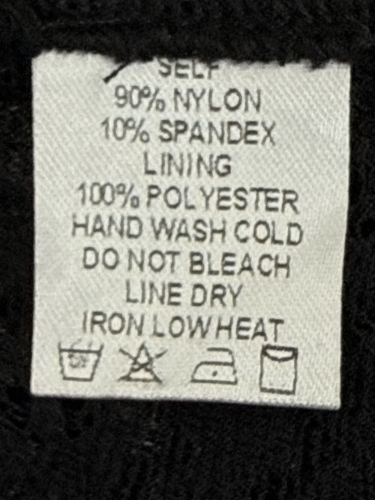 SELF
90% NYLON
10% SPANDEX
LINING
100% POLYESTER
HAND WASH COLD
DO NOT BLEACH
LINE DRY
IRON LOW HEAT